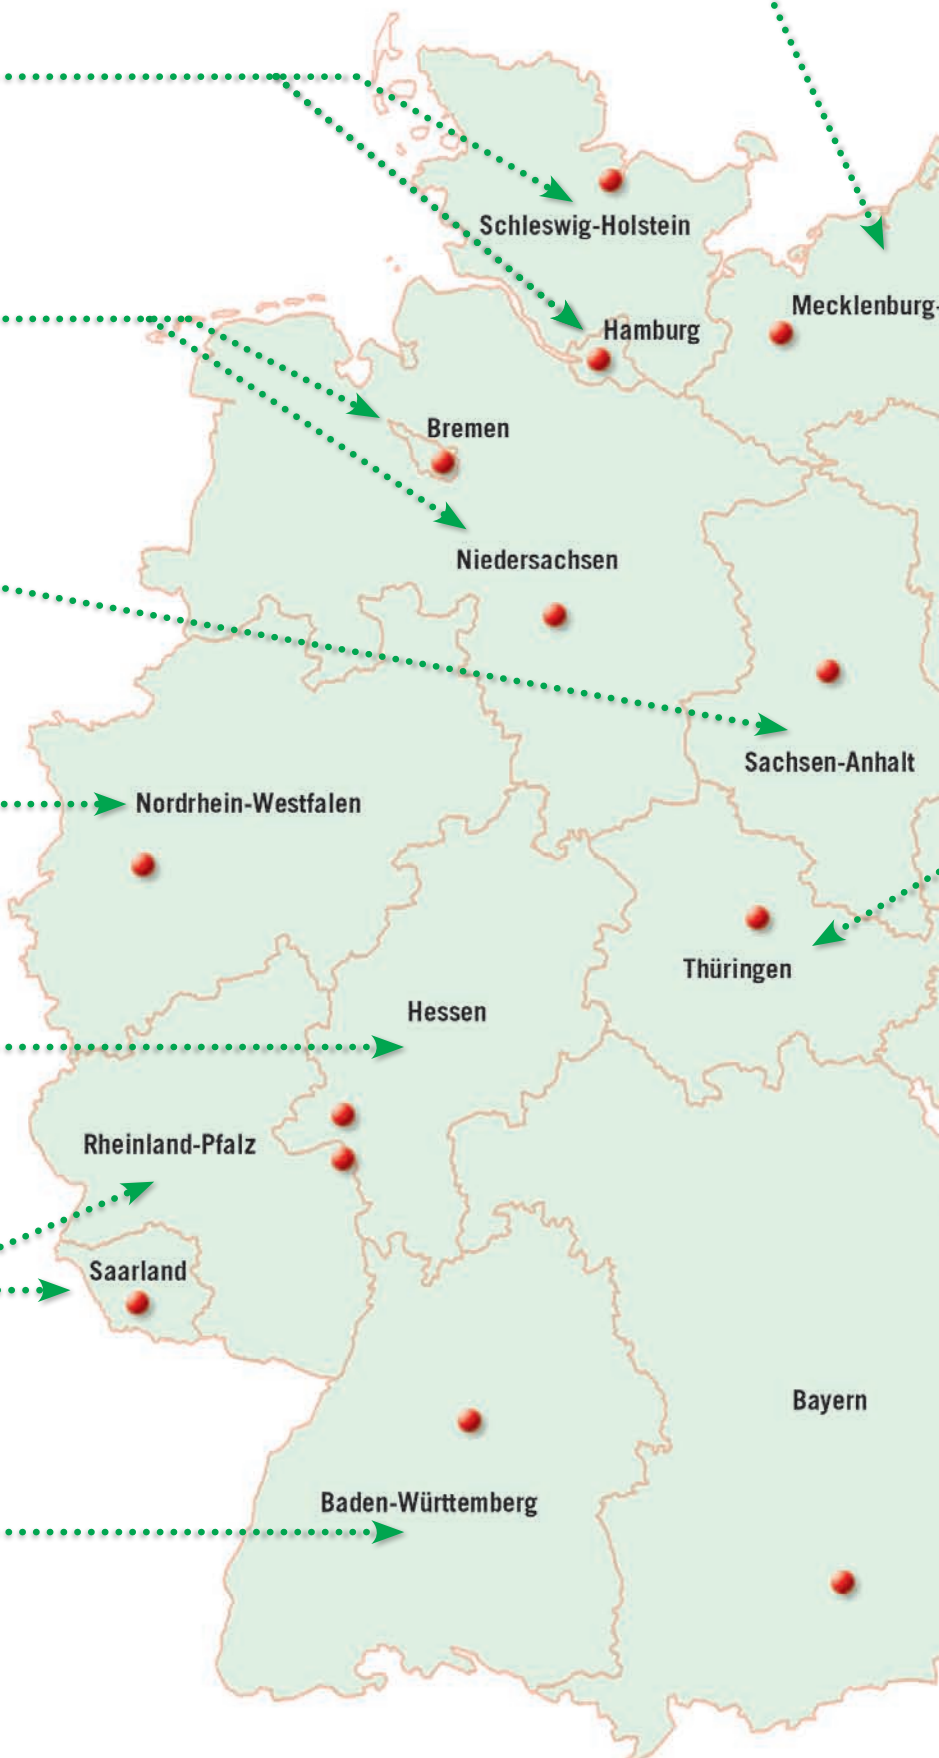 Schleswig-Holstein
Mecklenburg-
Hamburg
Bremen
Niedersachsen
Sachsen-Anhalt
Nordrhein-Westfalen
Thüringen
Hessen
Rheinland-Pfalz
Saarland
Bayern
Baden-Württemberg